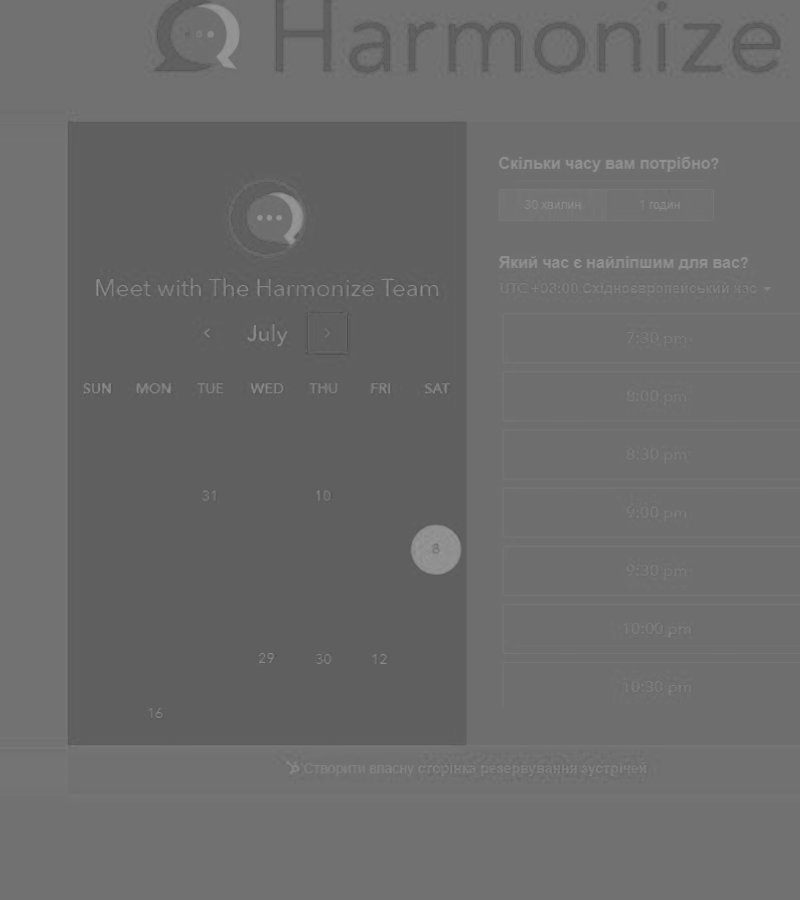 Harmonize
Meet with The Harmonize Team
July
SUN MON TUE WED THU FRI SAT
31 10
8
29 30 12
16
Скільки часу вам потрібно?
30 хвилин 1 годин
Який час є найліпшим для вас?
UTC +03:00 Східноєвропейський час
7:30 pm
8:00 pm
8:30 pm
9:00 pm
9:30 pm
10:00 pm
10:30 pm
Створити власну сторінка резервування зустрічей